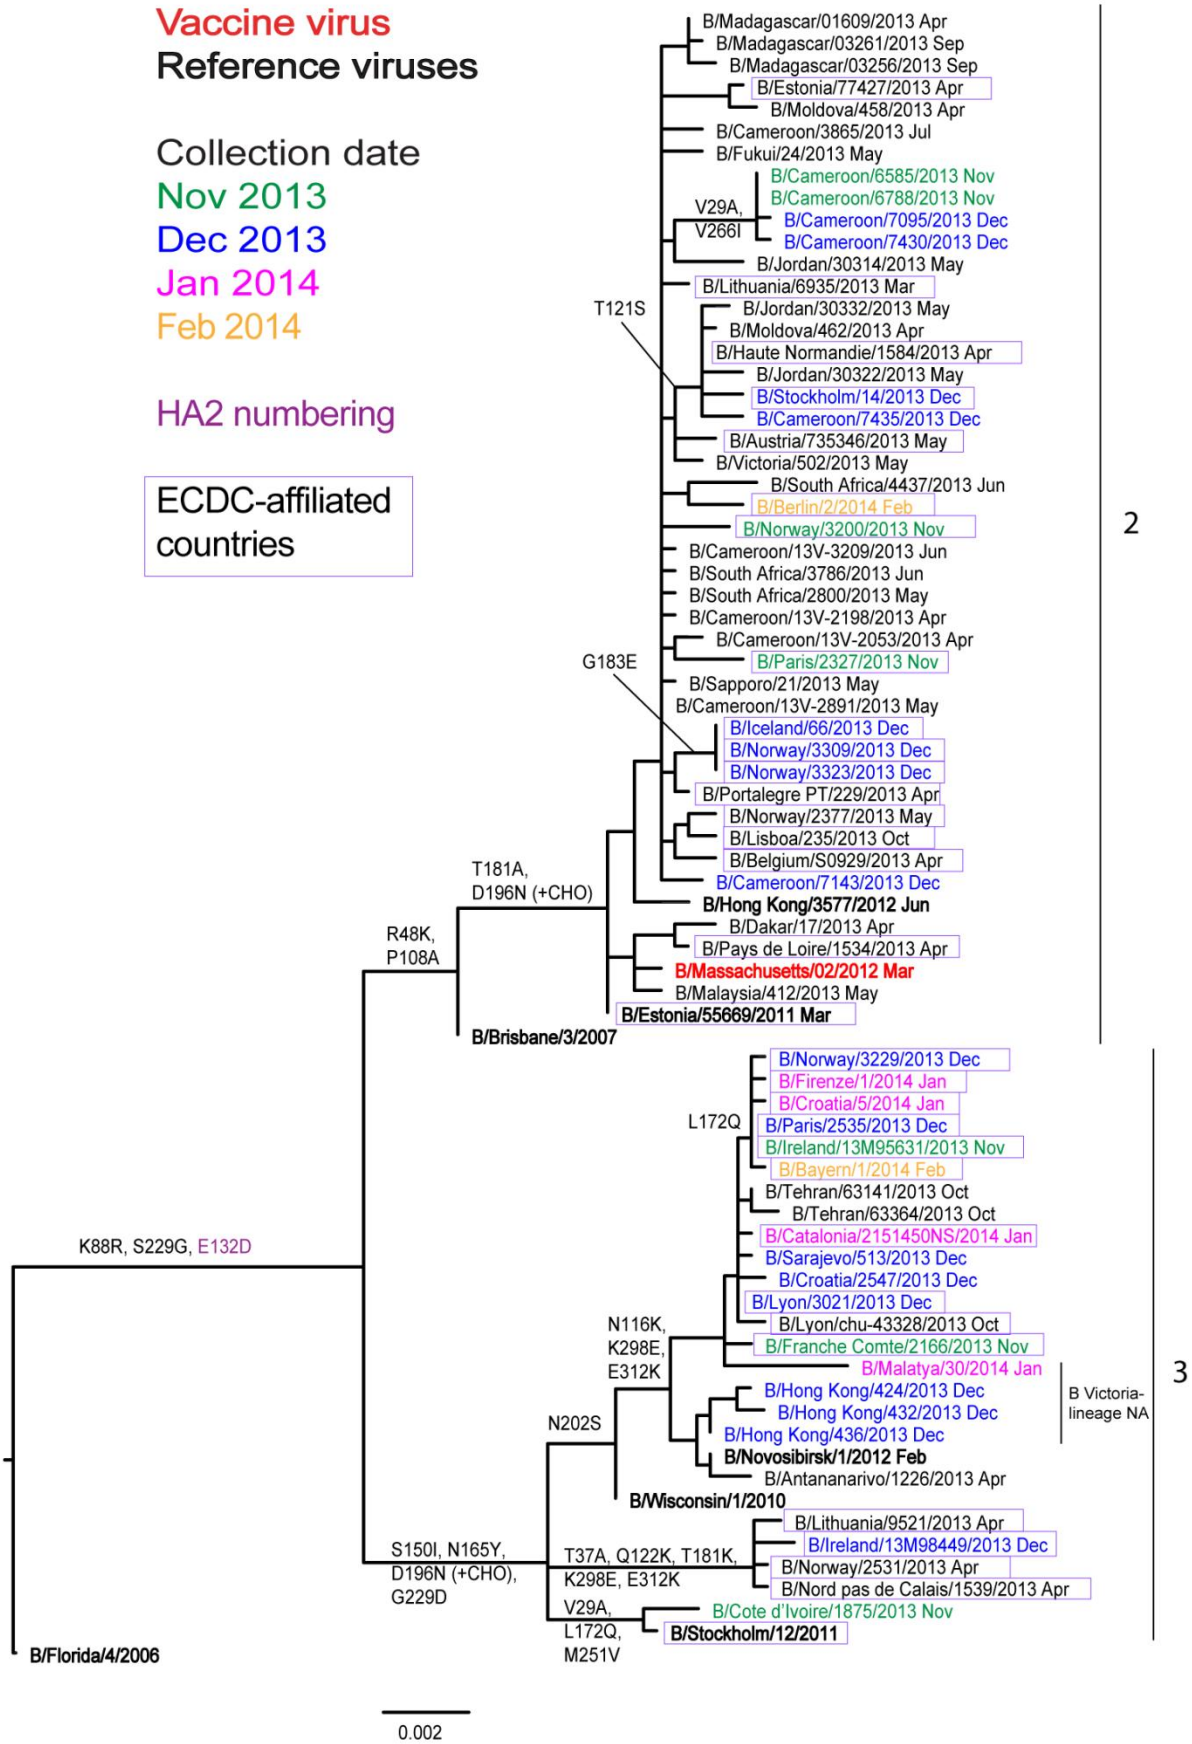 Vaccine virus
Reference viruses
Collection date
Nov 2013
Dec 2013
Jan 2014
Feb 2014
HA2 numbering
ECDC-affiliated
countries
B/Madagascar/01609/2013 Apr
B/Madagascar/03261/2013 Sep
B/Madagascar/03256/2013 Sep
B/Estonia/77427/2013 Apr
B/Moldova/458/2013 Apr
B/Cameroon/3865/2013 Jul
B/Fukui/24/2013 May
B/Cameroon/6585/2013 Nov
B/Cameroon/6788/2013 Nov
V29A,
V266I
B/Cameroon/7095/2013 Dec
B/Cameroon/7430/2013 Dec
B/Jordan/30314/2013 May
B/Lithuania/6935/2013 Mar
T121S
B/Jordan/30332/2013 May
B/Moldova/462/2013 Apr
B/Haute Normandie/1584/2013 Apr
B/Jordan/30322/2013 May
B/Stockholm/14/2013 Dec
B/Cameroon/7435/2013 Dec
B/Austria/735346/2013 May
B/Victoria/502/2013 May
B/South Africa/4437/2013 Jun
B/Berlin/2/2014 Feb
B/Norway/3200/2013 Nov
2
B/Cameroon/13V-3209/2013 Jun
B/South Africa/3786/2013 Jun
B/South Africa/2800/2013 May
B/Cameroon/13V-2198/2013 Apr
B/Cameroon/13V-2053/2013 Apr
G183E
B/Paris/2327/2013 Nov
B/Sapporo/21/2013 May
B/Cameroon/13V-2891/2013 May
B/Iceland/66/2013 Dec
B/Norway/3309/2013 Dec
B/Norway/3323/2013 Dec
B/Portalegre PT/229/2013 Apr
B/Norway/2377/2013 May
B/Lisboa/235/2013 Oct
B/Belgium/S0929/2013 Apr
T181A,
D196N (+CHO)
B/Cameroon/7143/2013 Dec
B/Hong Kong/3577/2012 Jun
B/Dakar/17/2013 Apr
R48K,
P108A
B/Pays de Loire/1534/2013 Apr
B/Massachusetts/02/2012 Mar
B/Malaysia/412/2013 May
B/Estonia/55669/2011 Mar
B/Brisbane/3/2007
B/Norway/3229/2013 Dec
B/Firenze/1/2014 Jan
B/Croatia/5/2014 Jan
L172Q
B/Paris/2535/2013 Dec
B/Ireland/13M95631/2013 Nov
B/Bayern/1/2014 Feb
B/Tehran/63141/2013 Oct
B/Tehran/63364/2013 Oct
B/Catalonia/2151450NS/2014 Jan
K88R, S229G, E132D
B/Sarajevo/513/2013 Dec
B/Croatia/2547/2013 Dec
B/Lyon/3021/2013 Dec
B/Lyon/chu-43328/2013 Oct
N116K,
K298E,
E312K
B/Franche Comte/2166/2013 Nov
B/Malatya/30/2014 Jan
3
B/Hong Kong/424/2013 Dec
B/Hong Kong/432/2013 Dec
B/Hong Kong/436/2013 Dec
B Victoria-
lineage NA
N202S
B/Novosibirsk/1/2012 Feb
B/Antananarivo/1226/2013 Apr
B/Wisconsin/1/2010
B/Lithuania/9521/2013 Apr
B/Ireland/13M98449/2013 Dec
S150I, N165Y,
D196N (+CHO),
G229D
T37A, Q122K, T181K,
K298E, E312K
B/Norway/2531/2013 Apr
B/Nord pas de Calais/1539/2013 Apr
V29A,
L172Q,
M251V
B/Cote d'Ivoire/1875/2013 Nov
B/Stockholm/12/2011
B/Florida/4/2006
0.002